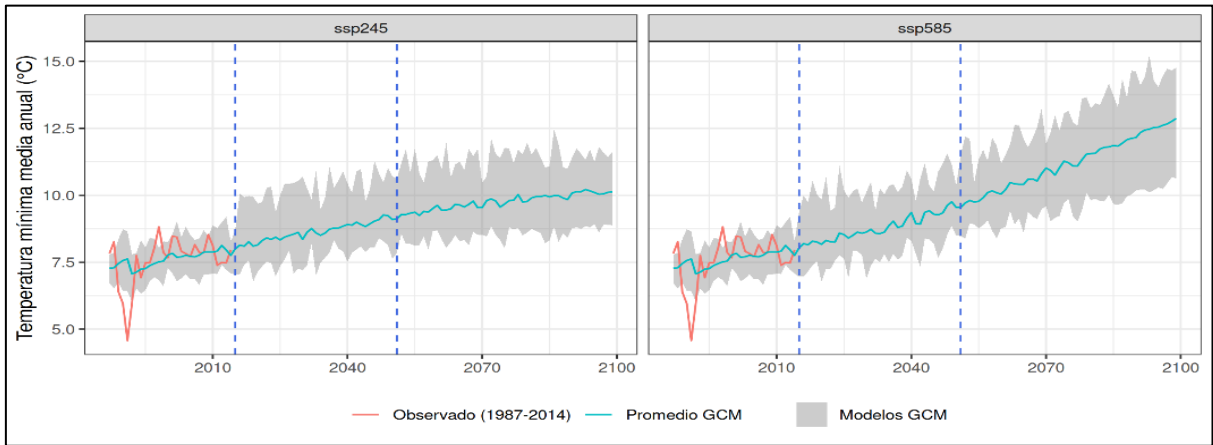 ssp245 ssp585
Temperatura mínima media anual (°C)
15.0
12.5
10.0
7.5
5.0
2010 2040 2070 2100 2010 2040 2070 2100
Observado (1987-2014) Promedio GCM Modelos GCM